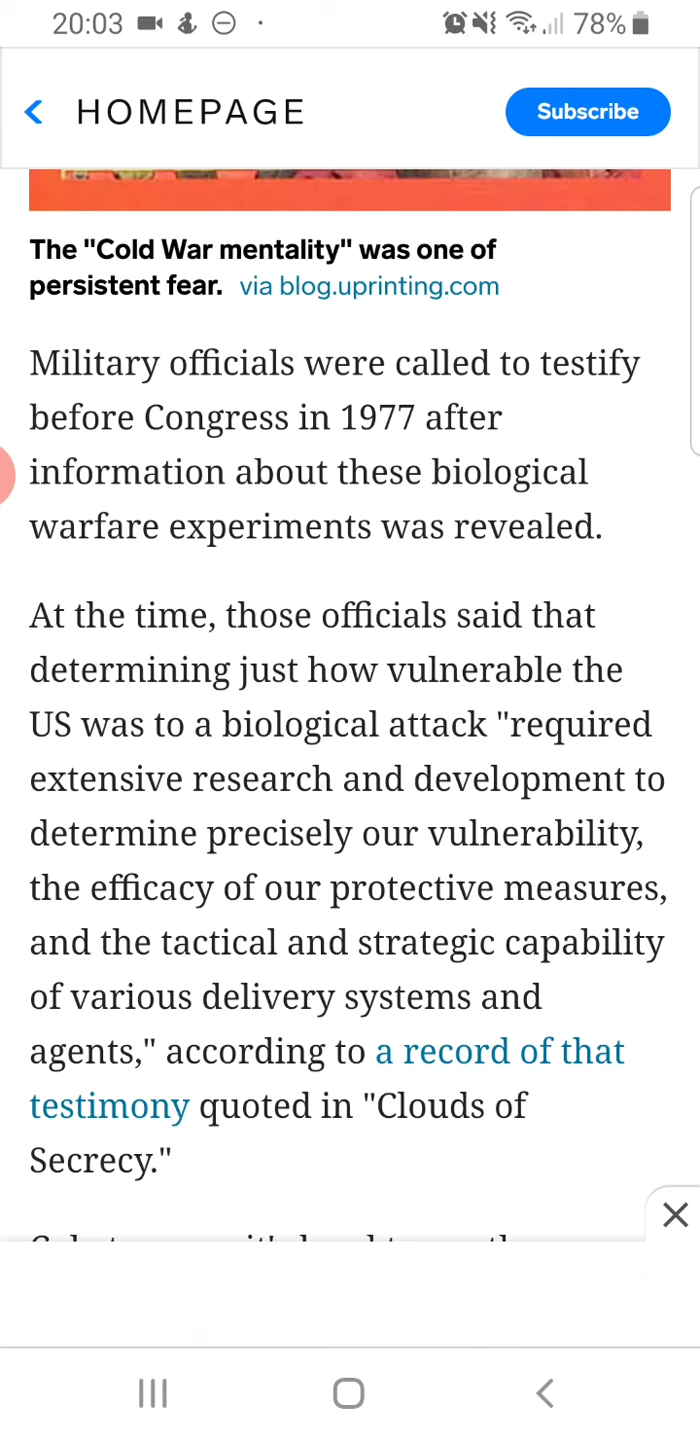 20:03
78%
HOMEPAGE
Subscribe
The "Cold War mentality" was one of
persistent fear. via blog.uprinting.com
Military officials were called to testify
before Congress in 1977 after
information about these biological
warfare experiments was revealed.
At the time, those officials said that
determining just how vulnerable the
US was to a biological attack "required
extensive research and development to
determine precisely our vulnerability,
the efficacy of our protective measures,
and the tactical and strategic capability
of various delivery systems and
agents," according to a record of that
testimony quoted in "Clouds of
Secrecy."